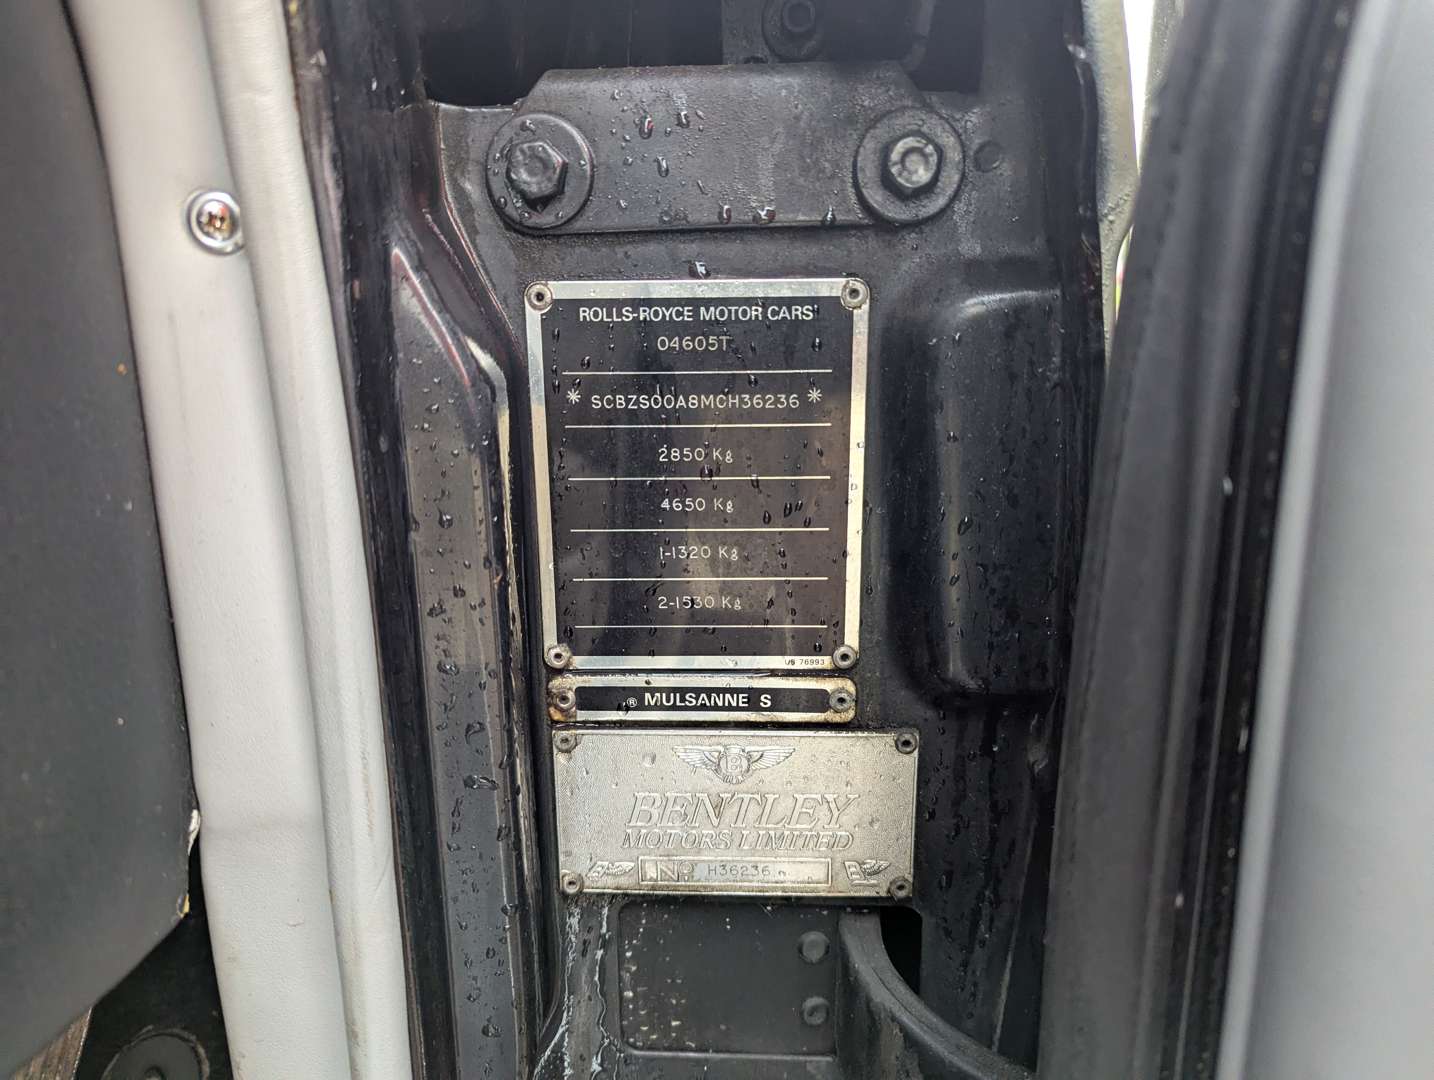 ROLLS-ROYCE MOTOR CARS
04605T
* SCBZS00A8MCH36236 *
2850 Kg
4650 Kg
1-1320 Kg
2-1530 Kg
® MULSANNE S
B
BENTLEY
MOTORS LIMITED
No H36236